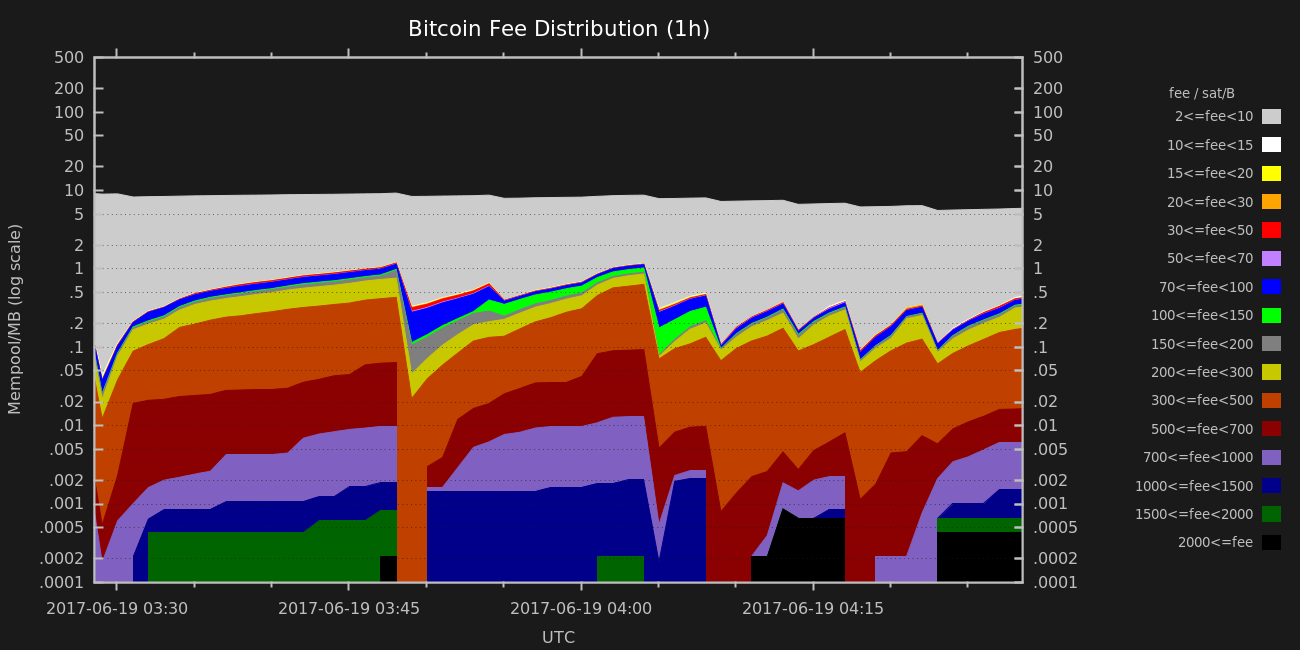 Bitcoin Fee Distribution (1h)
Mempool/MB (log scale)
500
200
100
50
20
10
5
2
1
.5
.2
.1
.05
.02
.01
.005
.002
.001
.0005
.0002
.0001
500
200
100
50
20
10
5
2
1
.5
.2
.1
.05
.02
.01
.005
.002
.001
.0005
.0002
.0001
2017-06-19 03:30
2017-06-19 03:45
2017-06-19 04:00
2017-06-19 04:15
UTC
fee / sat/B
2<=fee<10
10<=fee<15
15<=fee<20
20<=fee<30
30<=fee<50
50<=fee<70
70<=fee<100
100<=fee<150
150<=fee<200
200<=fee<300
300<=fee<500
500<=fee<700
700<=fee<1000
1000<=fee<1500
1500<=fee<2000
2000<=fee